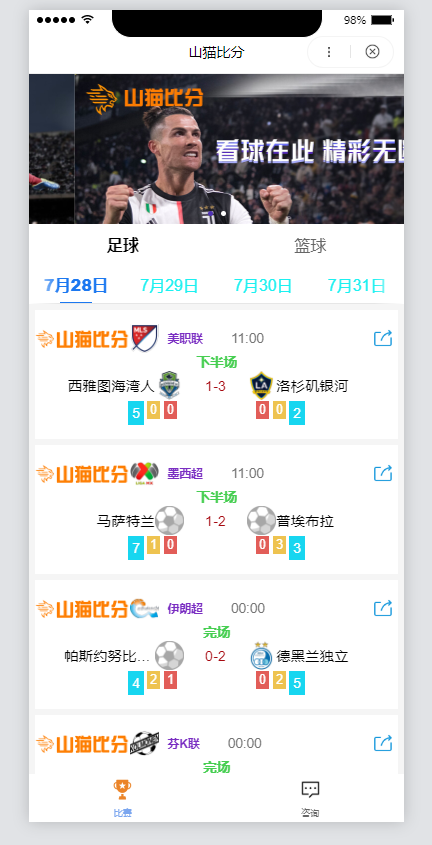 98%
山猫比分
山猫比分
看球在此 精彩无
足球 篮球
7月28日 7月29日 7月30日 7月31日
山猫比分 美职联 11:00
下半场
西雅图海湾人 1-3 洛杉矶银河
5 0 0 0 0 2
山猫比分 墨西超 11:00
下半场
马萨特兰 1-2 普埃布拉
7 1 0 0 3 3
山猫比分 伊朗超 00:00
完场
帕斯约努比... 0-2 德黑兰独立
4 2 1 0 2 5
山猫比分 芬K联 00:00
完场
比赛 咨询